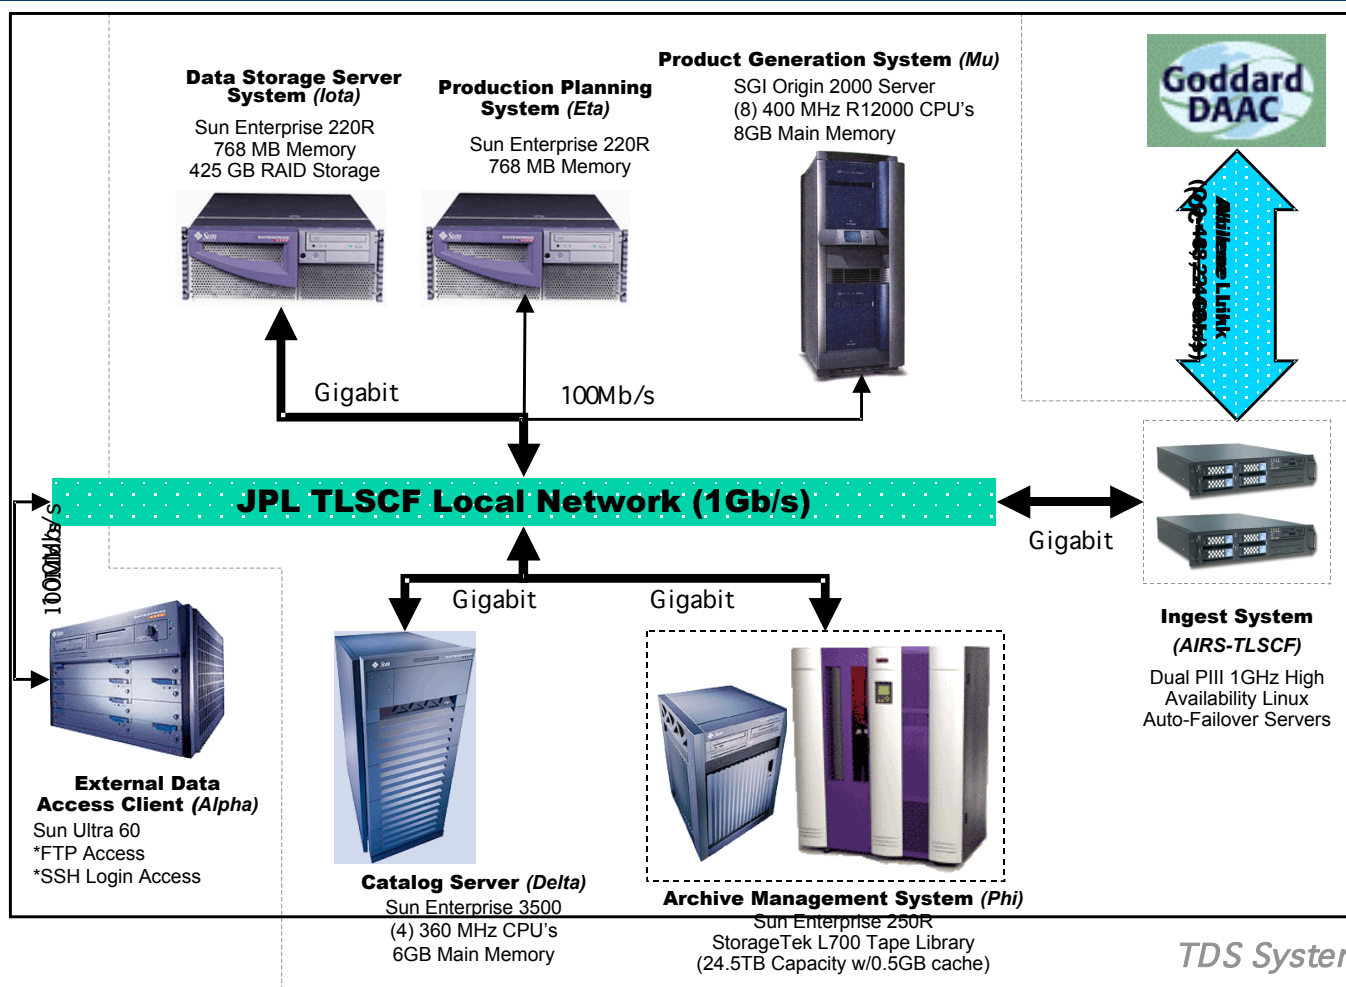 Data Storage Server
System (Iota)
Sun Enterprise 220R
768 MB Memory
425 GB RAID Storage
Production Planning
System (Eta)
Sun Enterprise 220R
768 MB Memory
Product Generation System (Mu)
SGI Origin 2000 Server
(8) 400 MHz R12000 CPU's
8GB Main Memory
Goddard
DAAC
Gigabit
100Mb/s
JPL TLSCF Local Network (1Gb/s)
100Mb/s
Gigabit
Gigabit
Gigabit
Ingest System
(AIRS-TLSCF)
Dual PIII 1GHz High
Availability Linux
Auto-Failover Servers
External Data
Access Client (Alpha)
Sun Ultra 60
*FTP Access
*SSH Login Access
Catalog Server (Delta)
Sun Enterprise 3500
(4) 360 MHz CPU's
6GB Main Memory
Archive Management System (Phi)
Sun Enterprise 250R
StorageTek L700 Tape Library
(24.5TB Capacity w/0.5GB cache)
TDS System